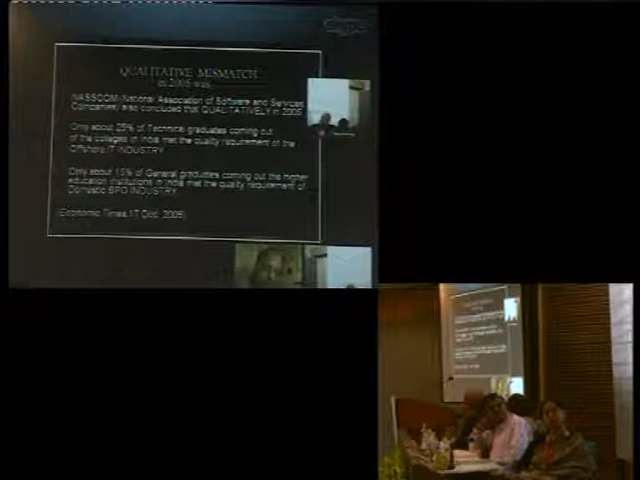 QUALITATIVE MISMATCH
in 2005 was
NASSCOM (National Association of Software and Services
Companies) also concluded that QUALITATIVELY in 2005
Only about 25% of Technical graduates coming out
of the colleges in India met the quality requirement of the
Offshore IT INDUSTRY
Only about 15% of General graduates coming out the higher
education institutions in India met the quality requirement of
Domestic BPO INDUSTRY
(Economic Times 17 Oct. 2005)